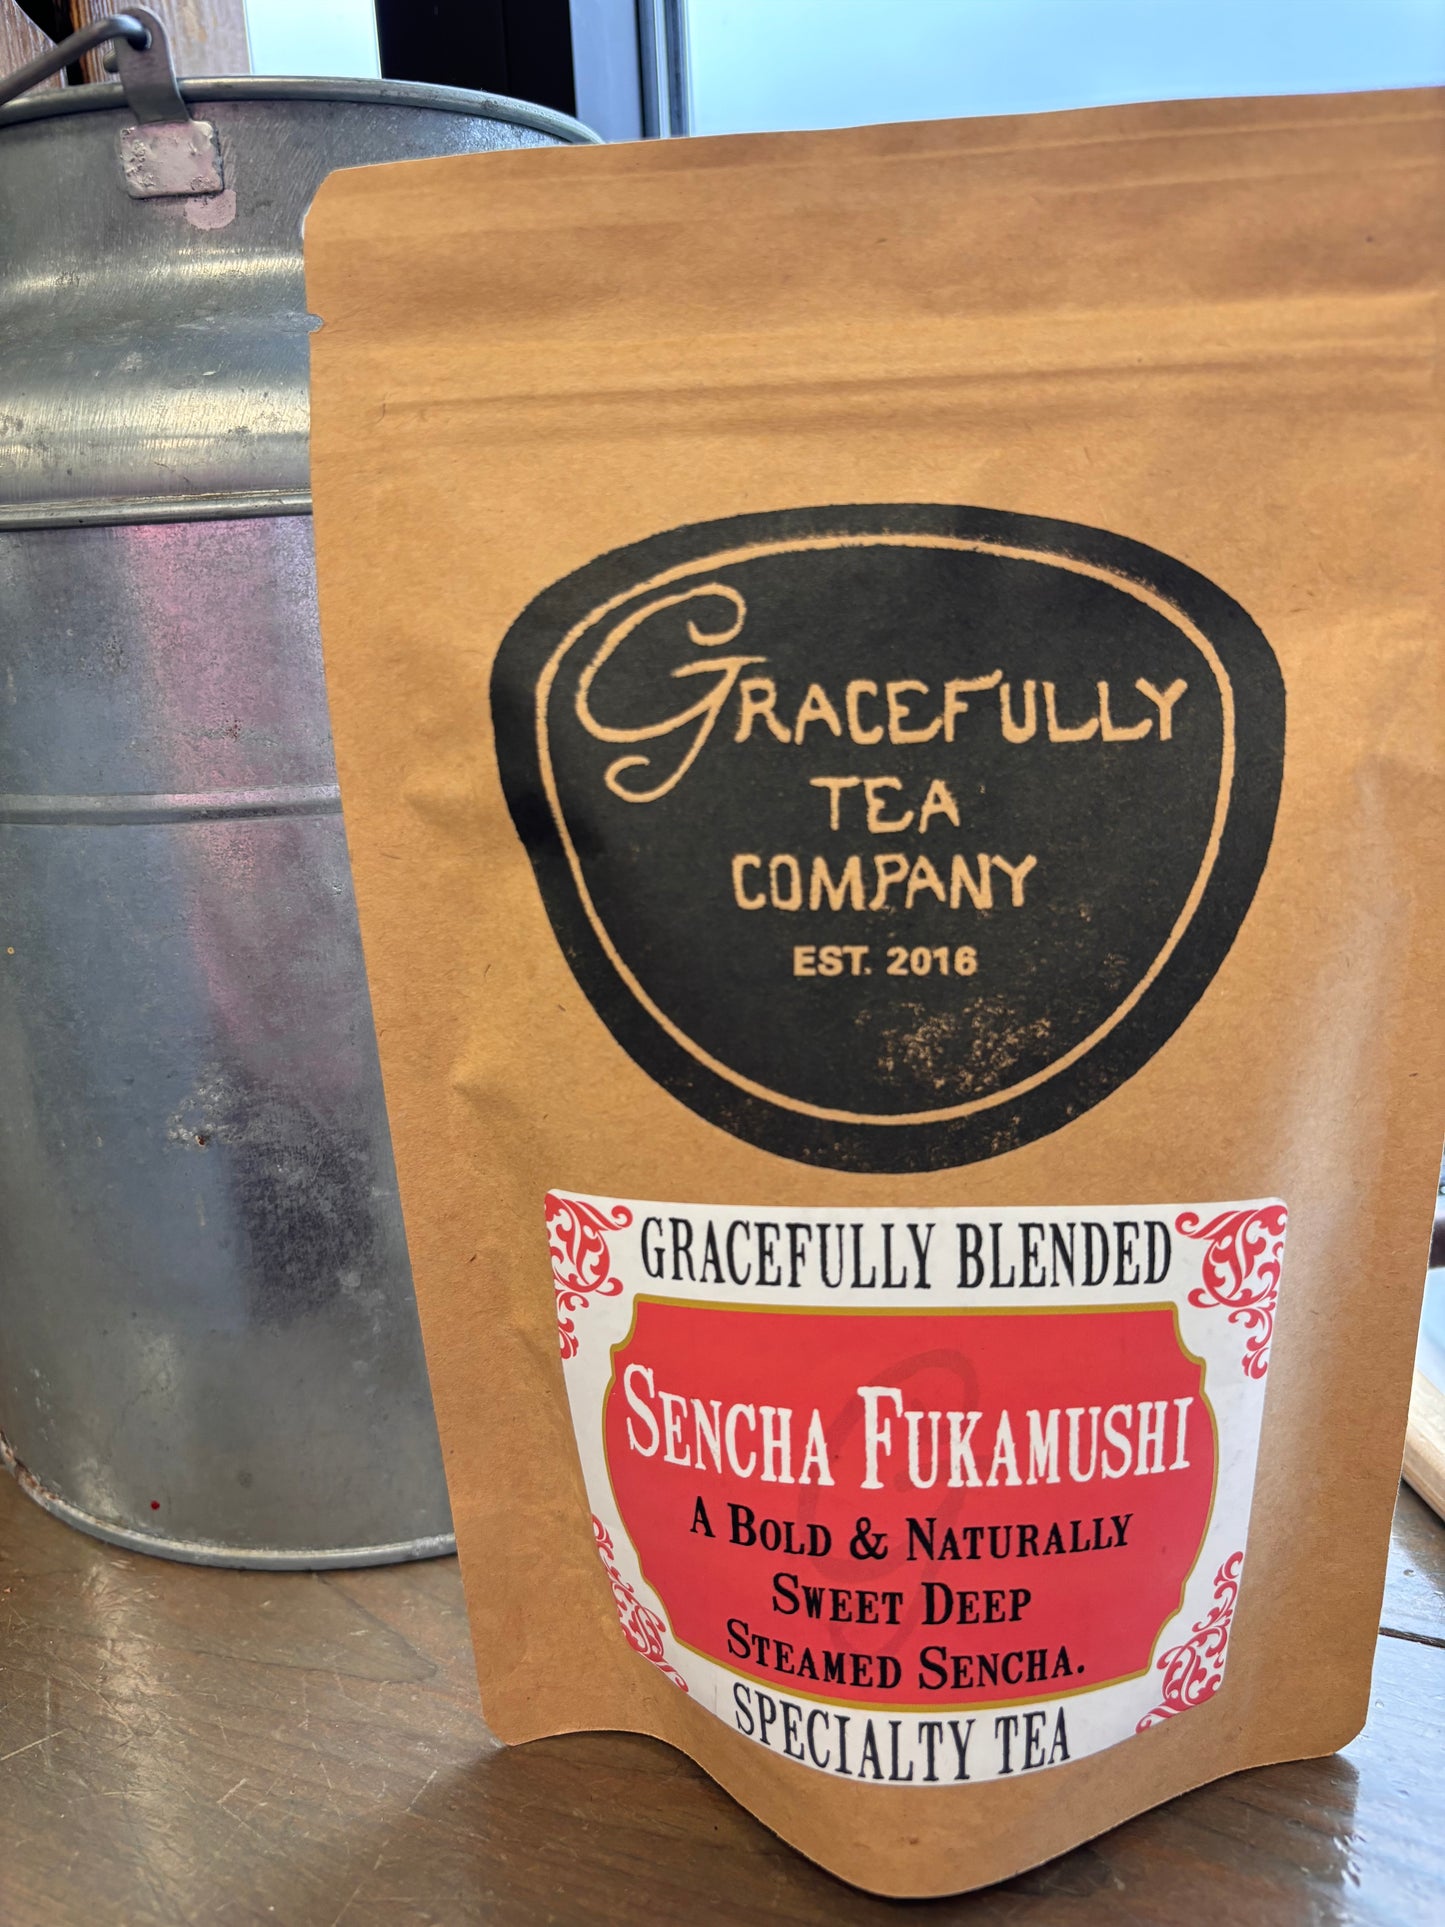 GRACEFULLY
TEA
COMPANY
EST. 2016
GRACEFULLY BLENDED
SENCHA FUKAMUSHI
A BOLD & NATURALLY
SWEET DEEP
STEAMED SENCHA.
SPECIALTY TEA